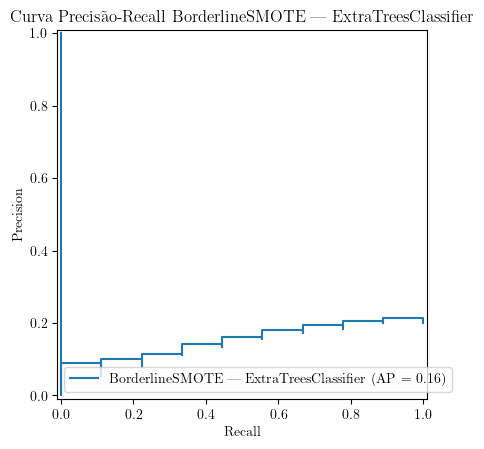 Curva Precisão-Recall BorderlineSMOTE — ExtraTreesClassifier
1.0
0.8
0.6
0.4
0.2
0.0
Precision
BorderlineSMOTE — ExtraTreesClassifier (AP = 0.16)
0.0 0.2 0.4 0.6 0.8 1.0
Recall